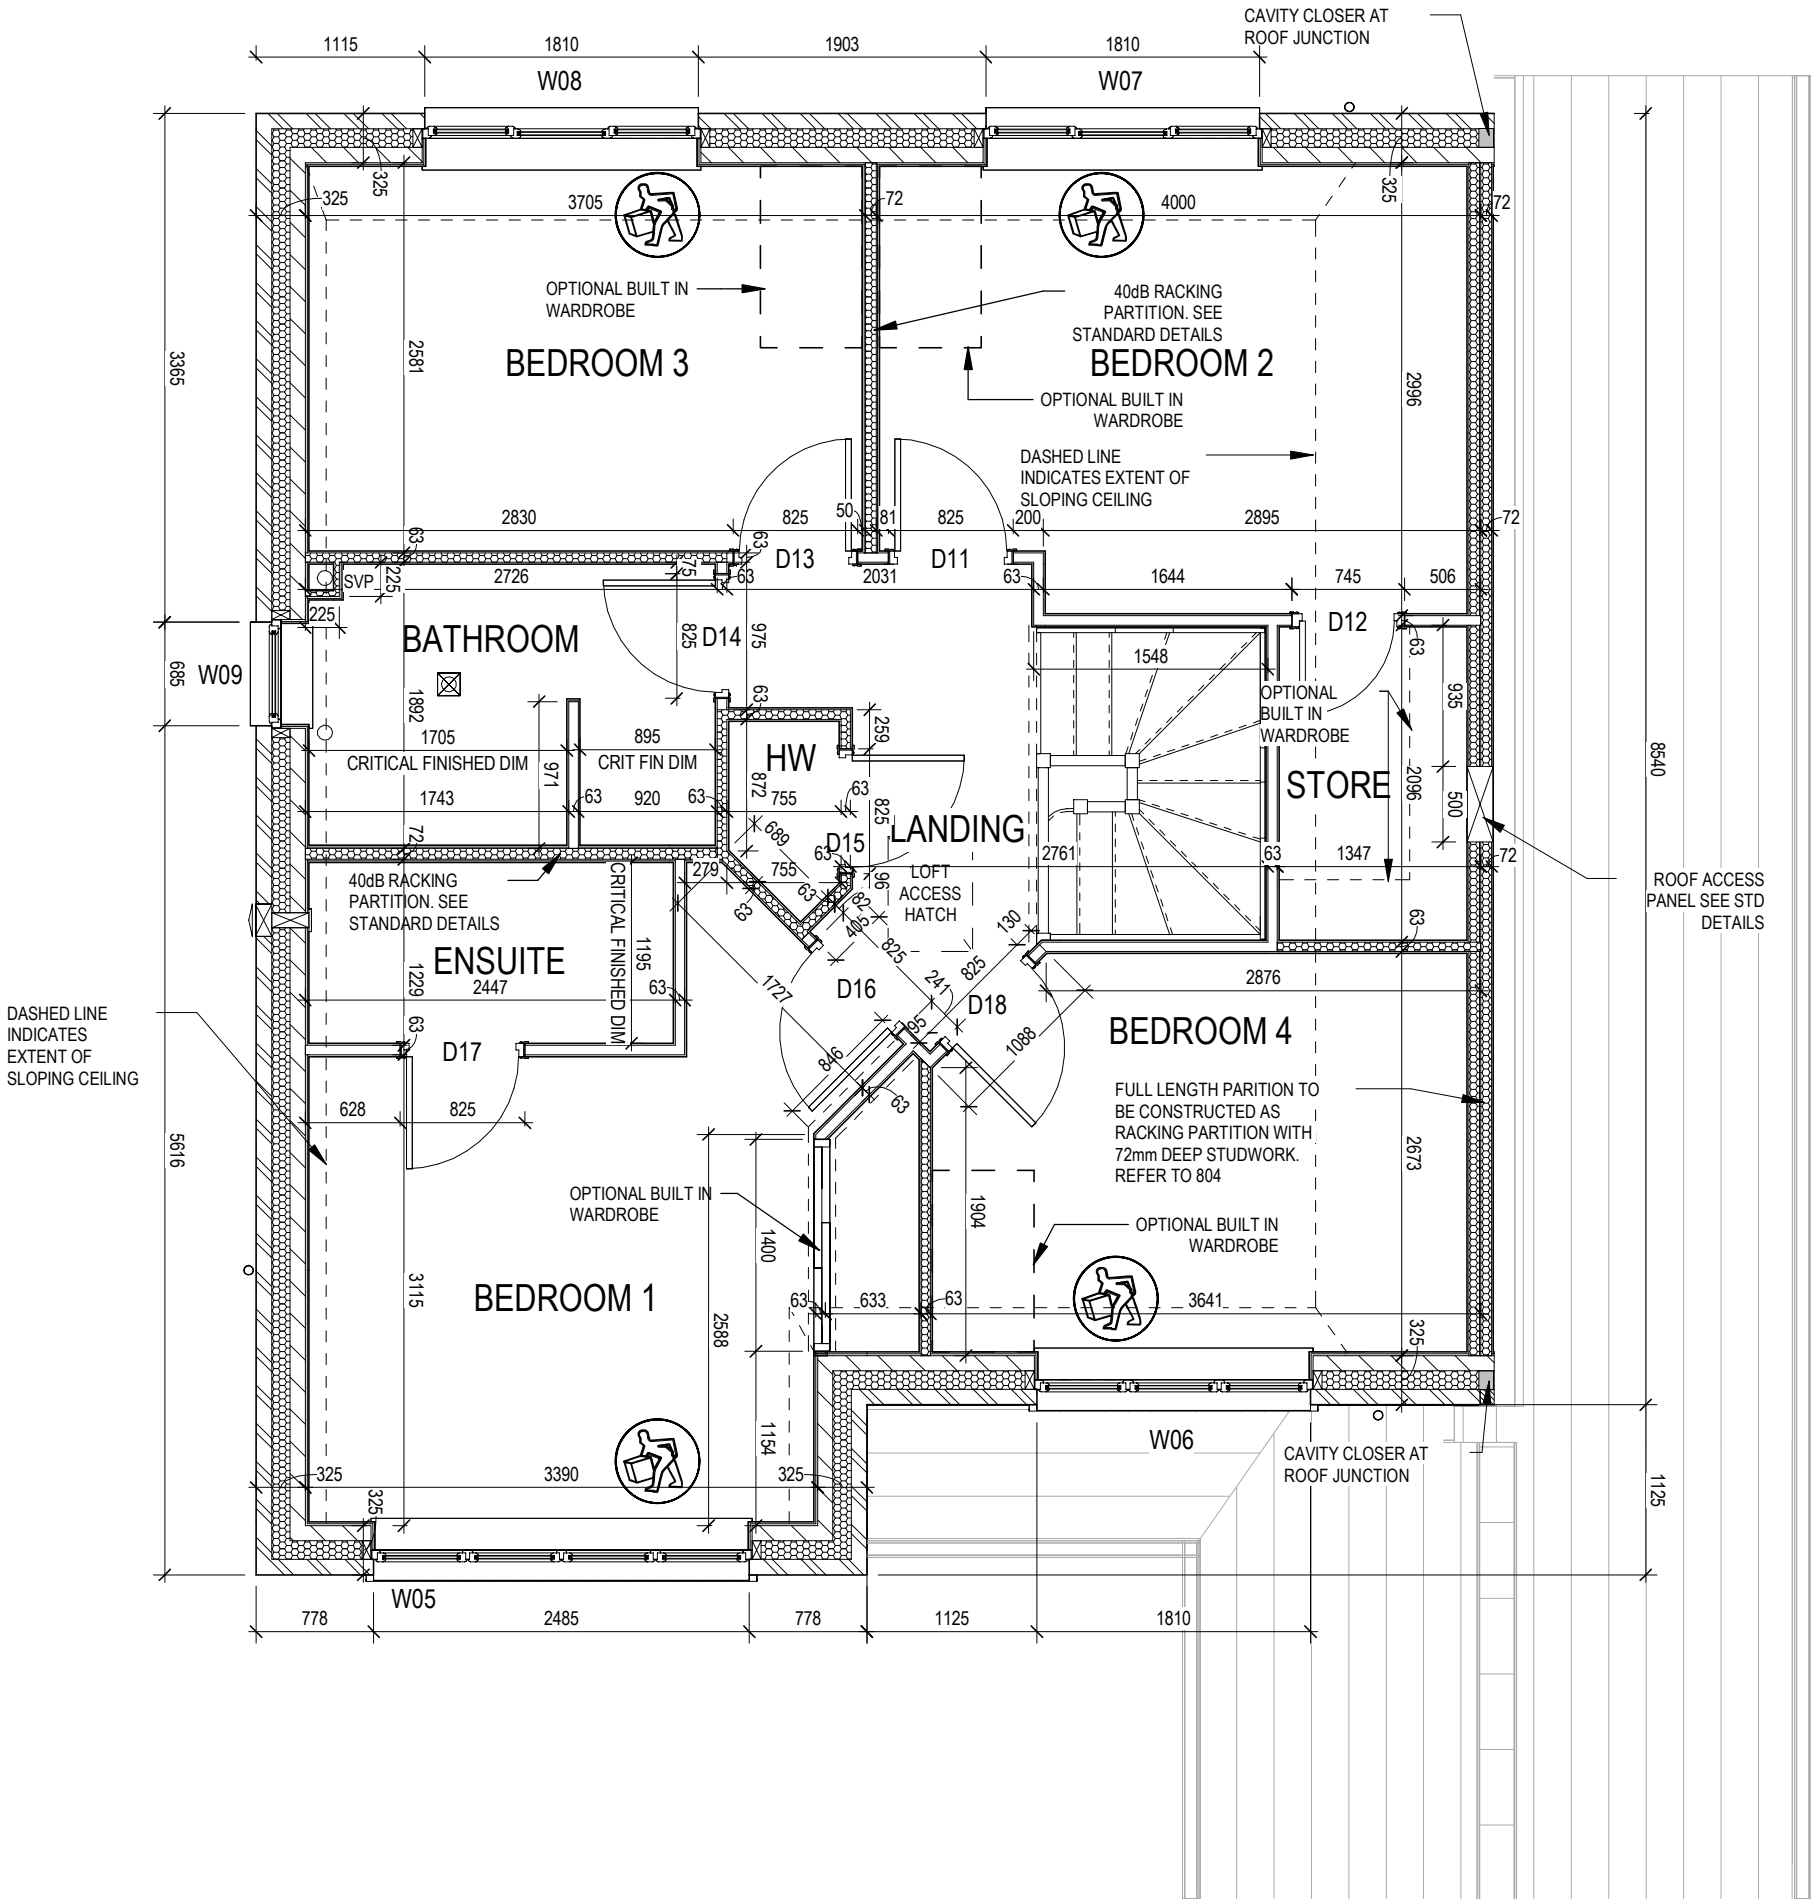 CAVITY CLOSER AT
ROOF JUNCTION
1115
1810
1903
1810
W08
W07
325
325
3705
72
4000
325
72
OPTIONAL BUILT IN
WARDROBE
40dB RACKING
PARTITION. SEE
STANDARD DETAILS
BEDROOM 3
BEDROOM 2
3365
2581
2996
OPTIONAL BUILT IN
WARDROBE
DASHED LINE
INDICATES EXTENT OF
SLOPING CEILING
2830
825
50
81
825
200
2895
72
63
63
D13
D11
SVP
225
2726
75
63
2031
63
1644
745
506
225
BATHROOM
825
D14
975
D12
63
W09
685
1892
63
1548
935
OPTIONAL
BUILT IN
WARDROBE
1705
CRITICAL FINISHED DIM
895
CRIT FIN DIM
971
HW
872
259
STORE
2096
500
8540
1743
63
920
63
755
63
825
LANDING
72
689
D15
63
2761
63
1347
72
279
755
96
LOFT
ACCESS
HATCH
40dB RACKING
PARTITION. SEE
STANDARD DETAILS
CRITICAL FINISHED DIM
1195
63
63
82
405
130
63
ROOF ACCESS
PANEL SEE STD
DETAILS
ENSUITE
1229
2447
63
1727
D16
825
241
825
D18
2876
DASHED LINE
INDICATES
EXTENT OF
SLOPING CEILING
63
D17
846
95
1088
BEDROOM 4
628
825
63
FULL LENGTH PARITION TO
BE CONSTRUCTED AS
RACKING PARTITION WITH
72mm DEEP STUDWORK.
REFER TO 804
5616
2673
OPTIONAL BUILT IN
WARDROBE
1400
1904
OPTIONAL BUILT IN
WARDROBE
BEDROOM 1
3115
2588
63
633
63
3641
325
1154
W06
CAVITY CLOSER AT
ROOF JUNCTION
325
3390
325
325
1125
W05
778
2485
778
1125
1810